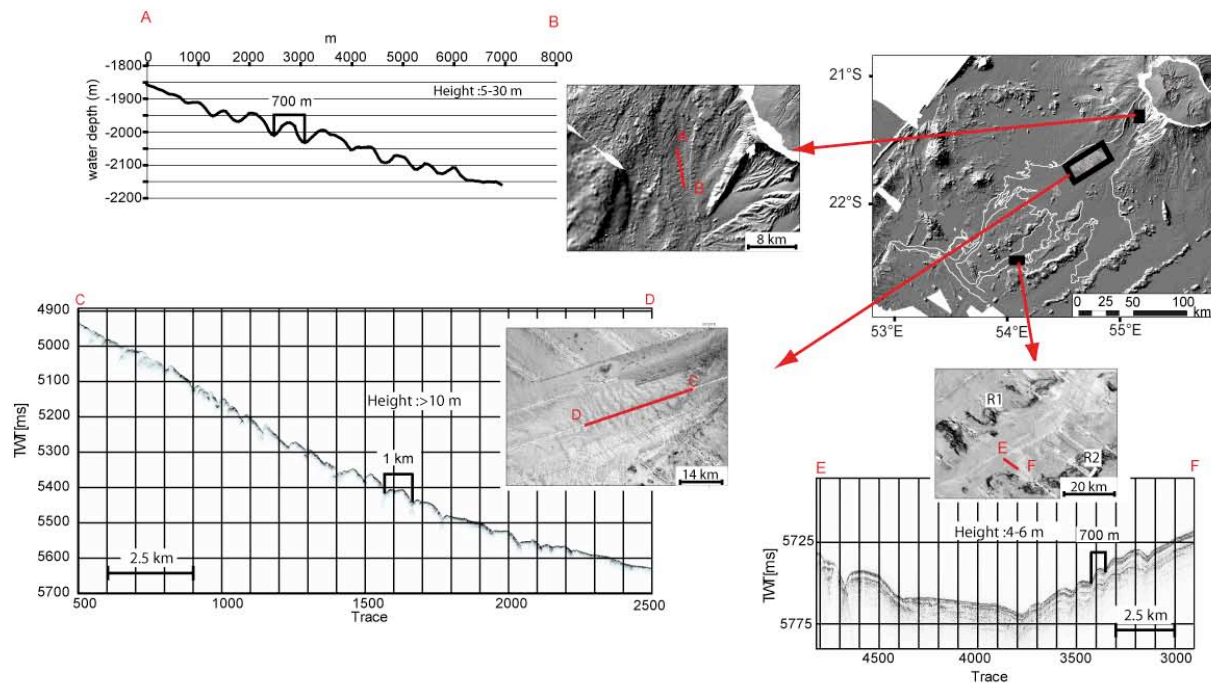 A
B
m
0 1000 2000 3000 4000 5000 6000 7000 8000
-1800
-1900
-2000
-2100
-2200
water depth (m)
700 m
Height :5-30 m
A
B
8 km
21°S
22°S
0 25 50 100
km
53°E 54°E 55°E
C
D
4900
5000
5100
5200
5300
5400
5500
5600
5700
TWT[ms]
Height :>10 m
1 km
2.5 km
500 1000 1500 2000 2500
Trace
C
D
14 km
R1
E
F
R2
20 km
E
F
Height :4-6 m
700 m
5725
5775
TWT[ms]
2.5 km
4500 4000 3500 3000
Trace